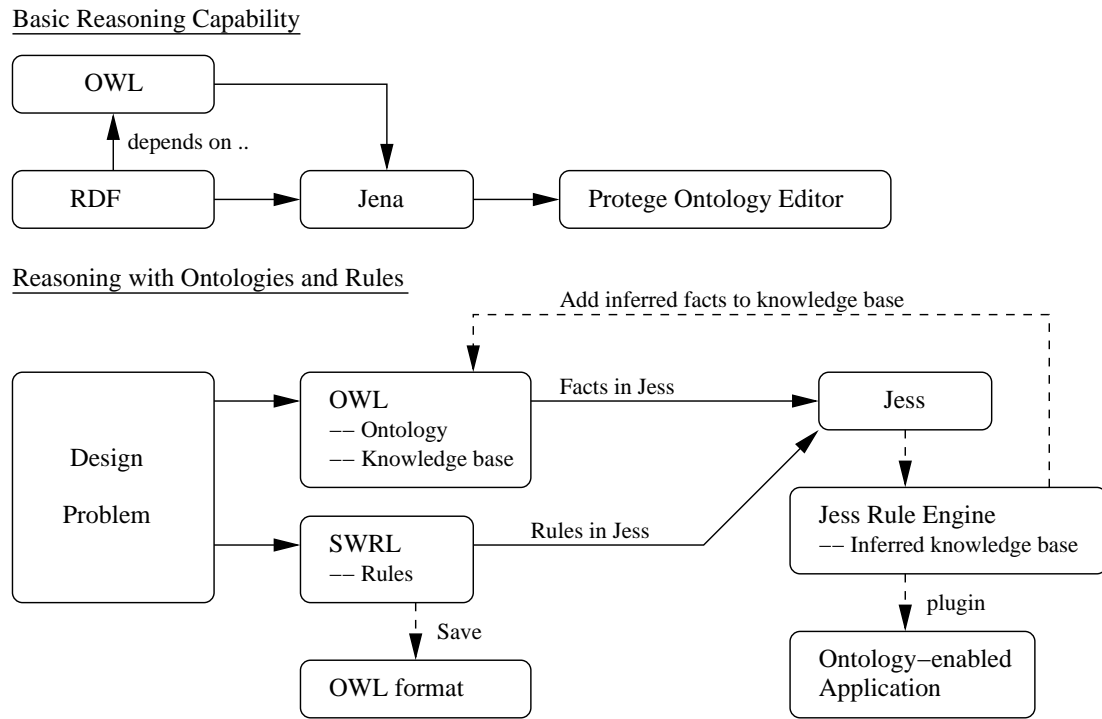 Basic Reasoning Capability
OWL
depends on ..
RDF
Jena
Protege Ontology Editor
Reasoning with Ontologies and Rules
Add inferred facts to knowledge base
Design
Problem
OWL
−− Ontology
−− Knowledge base
Facts in Jess
Jess
SWRL
−− Rules
Rules in Jess
Jess Rule Engine
−− Inferred knowledge base
Save
plugin
OWL format
Ontology−enabled
Application